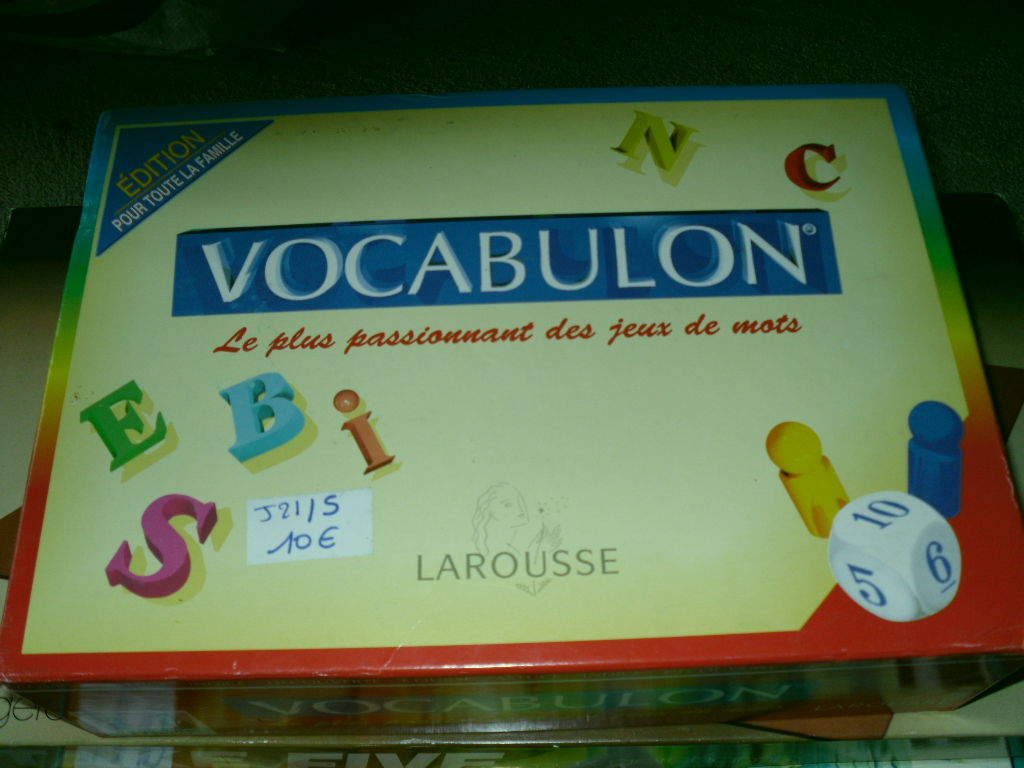 ÉDITION
POUR TOUTE LA FAMILLE
N
C
VOCABULON®
Le plus passionnant des jeux de mots
E
B
i
S
J21/S
10€
LAROUSSE
10
5
6
VOCABULON